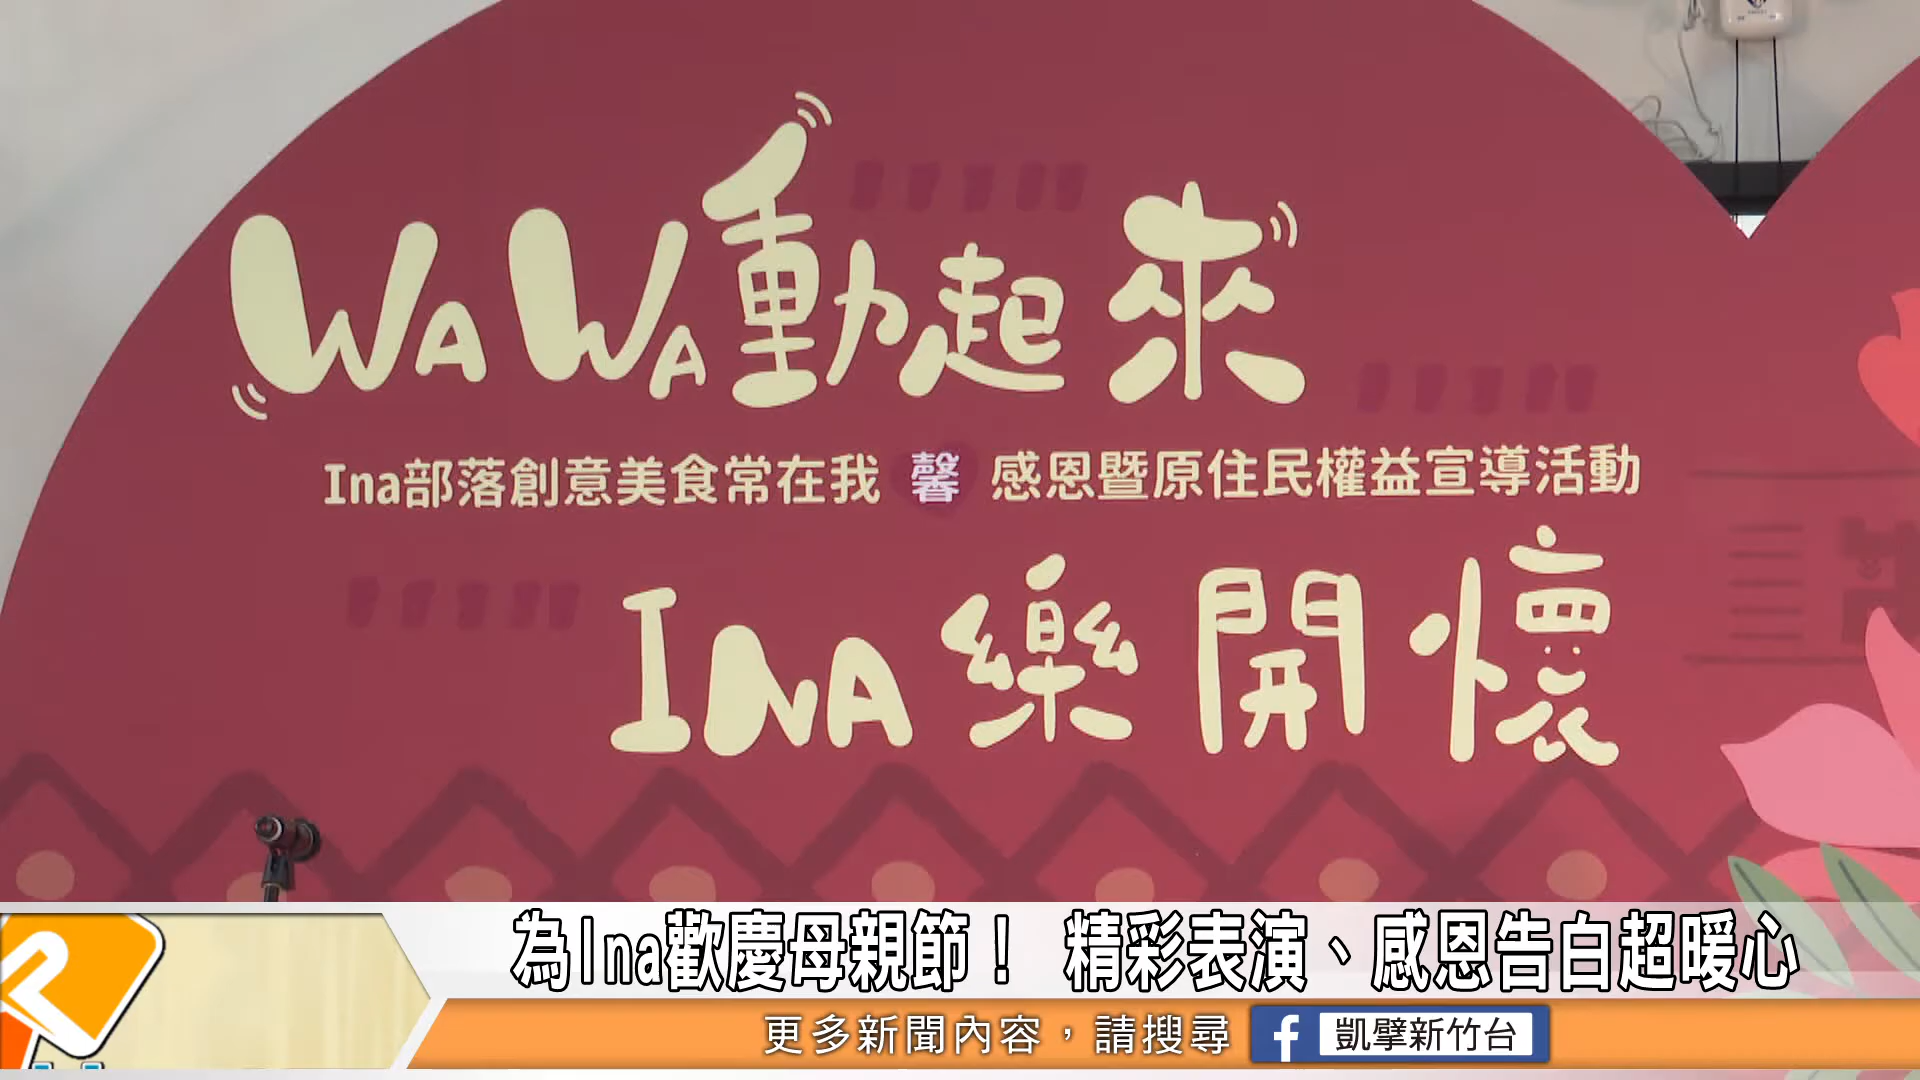 WAWA動起來
Ina部落創意美食常在我 馨 感恩暨原住民權益宣導活動
INA樂開懷
為Ina歡慶母親節！ 精彩表演、感恩告白超暖心
更多新聞內容，請搜尋 f 凱擘新竹台